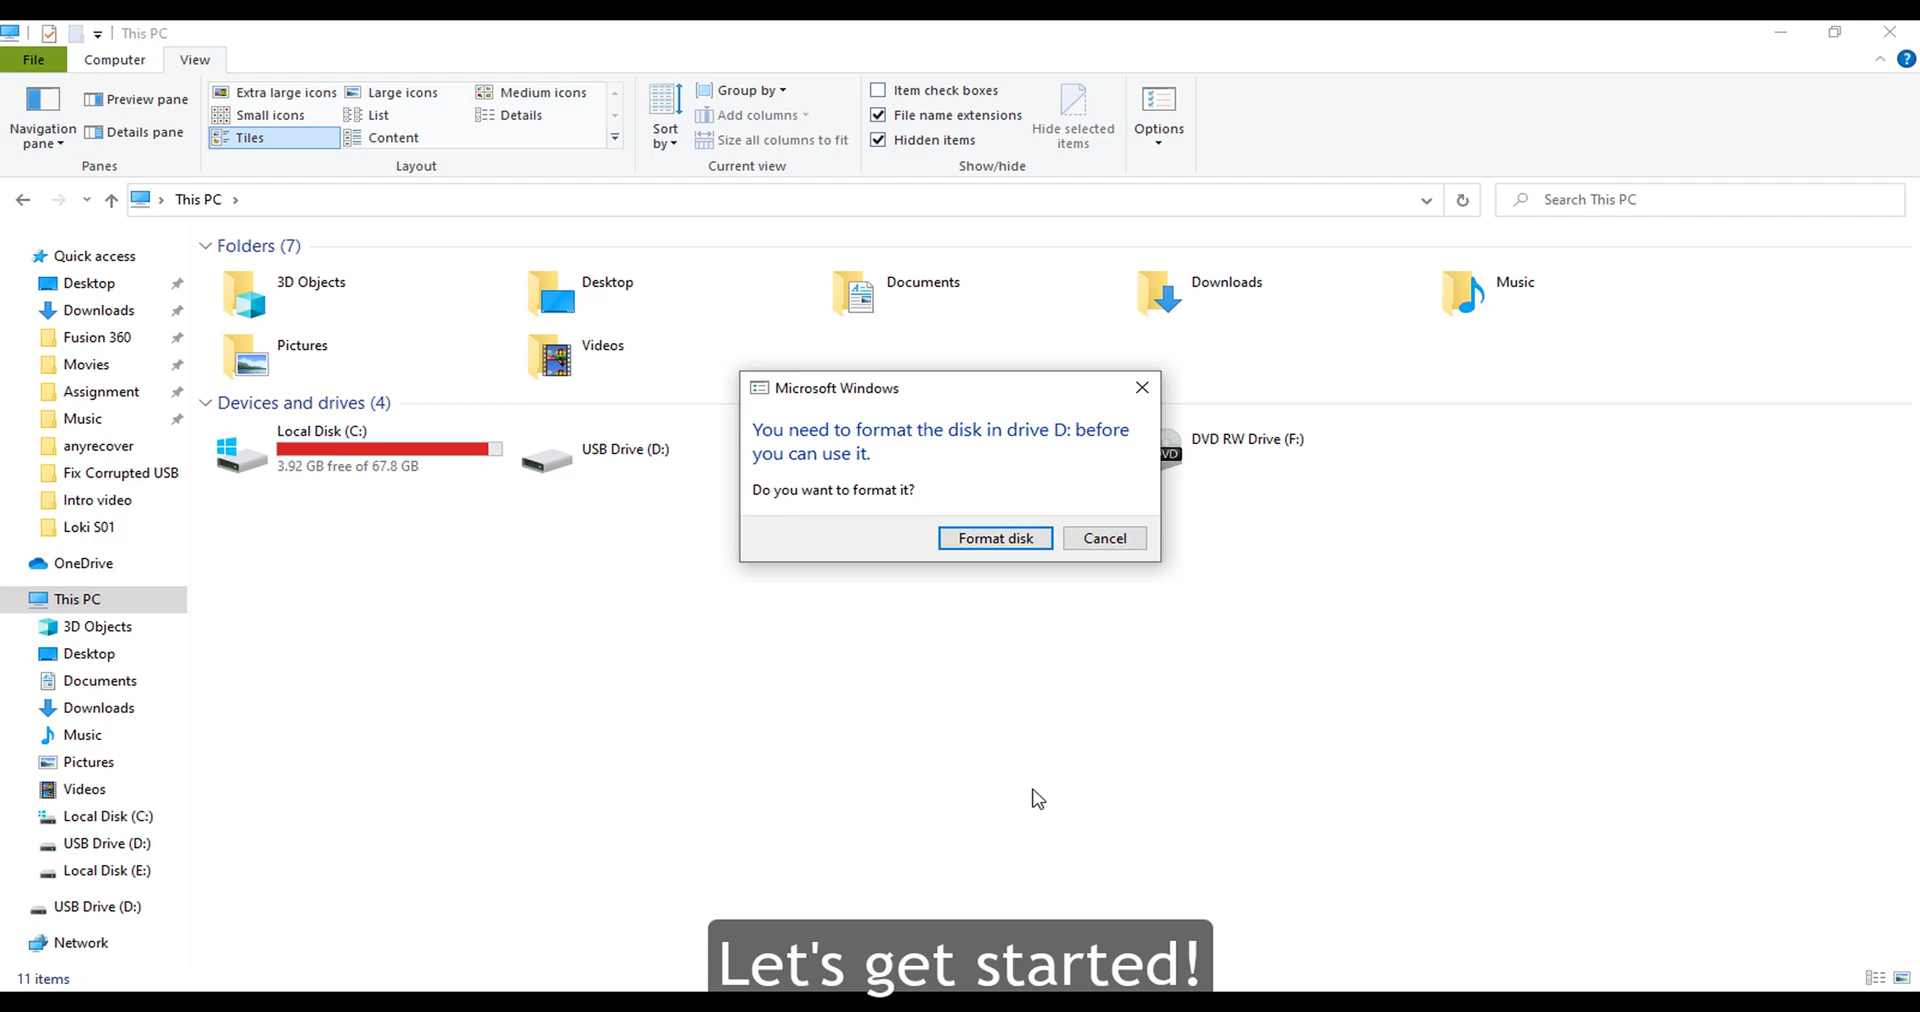 This PC
File Computer View
Navigation pane
Preview pane
Details pane
Panes
Extra large icons Large icons Medium icons
Small icons List Details
Tiles Content
Layout
Sort by
Group by
Add columns
Size all columns to fit
Current view
Item check boxes
File name extensions
Hidden items
Hide selected items
Show/hide
Options
This PC
Search This PC
Quick access
Desktop
Downloads
Fusion 360
Movies
Assignment
Music
anyrecover
Fix Corrupted USB
Intro video
Loki S01
OneDrive
This PC
3D Objects
Desktop
Documents
Downloads
Music
Pictures
Videos
Local Disk (C:)
USB Drive (D:)
Local Disk (E:)
USB Drive (D:)
Network
11 items
Folders (7)
3D Objects Desktop Documents Downloads Music
Pictures Videos
Devices and drives (4)
Local Disk (C:)
3.92 GB free of 67.8 GB
USB Drive (D:)
DVD RW Drive (F:)
Microsoft Windows
You need to format the disk in drive D: before
you can use it.
Do you want to format it?
Format disk Cancel
Let's get started!